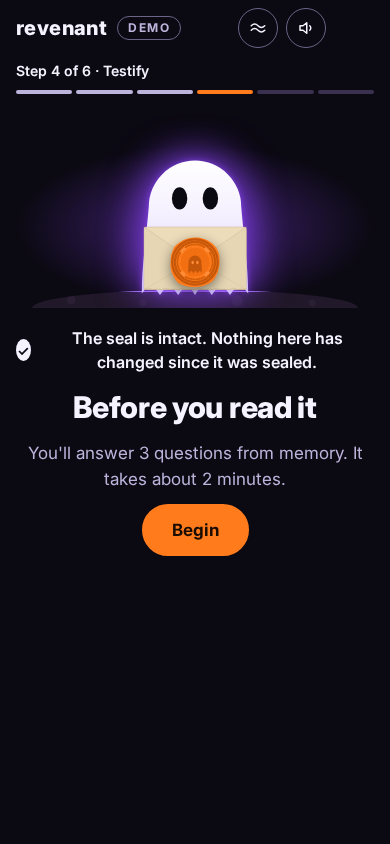 revenant DEMO
Step 4 of 6 · Testify
The seal is intact. Nothing here has
changed since it was sealed.
Before you read it
You'll answer 3 questions from memory. It
takes about 2 minutes.
Begin